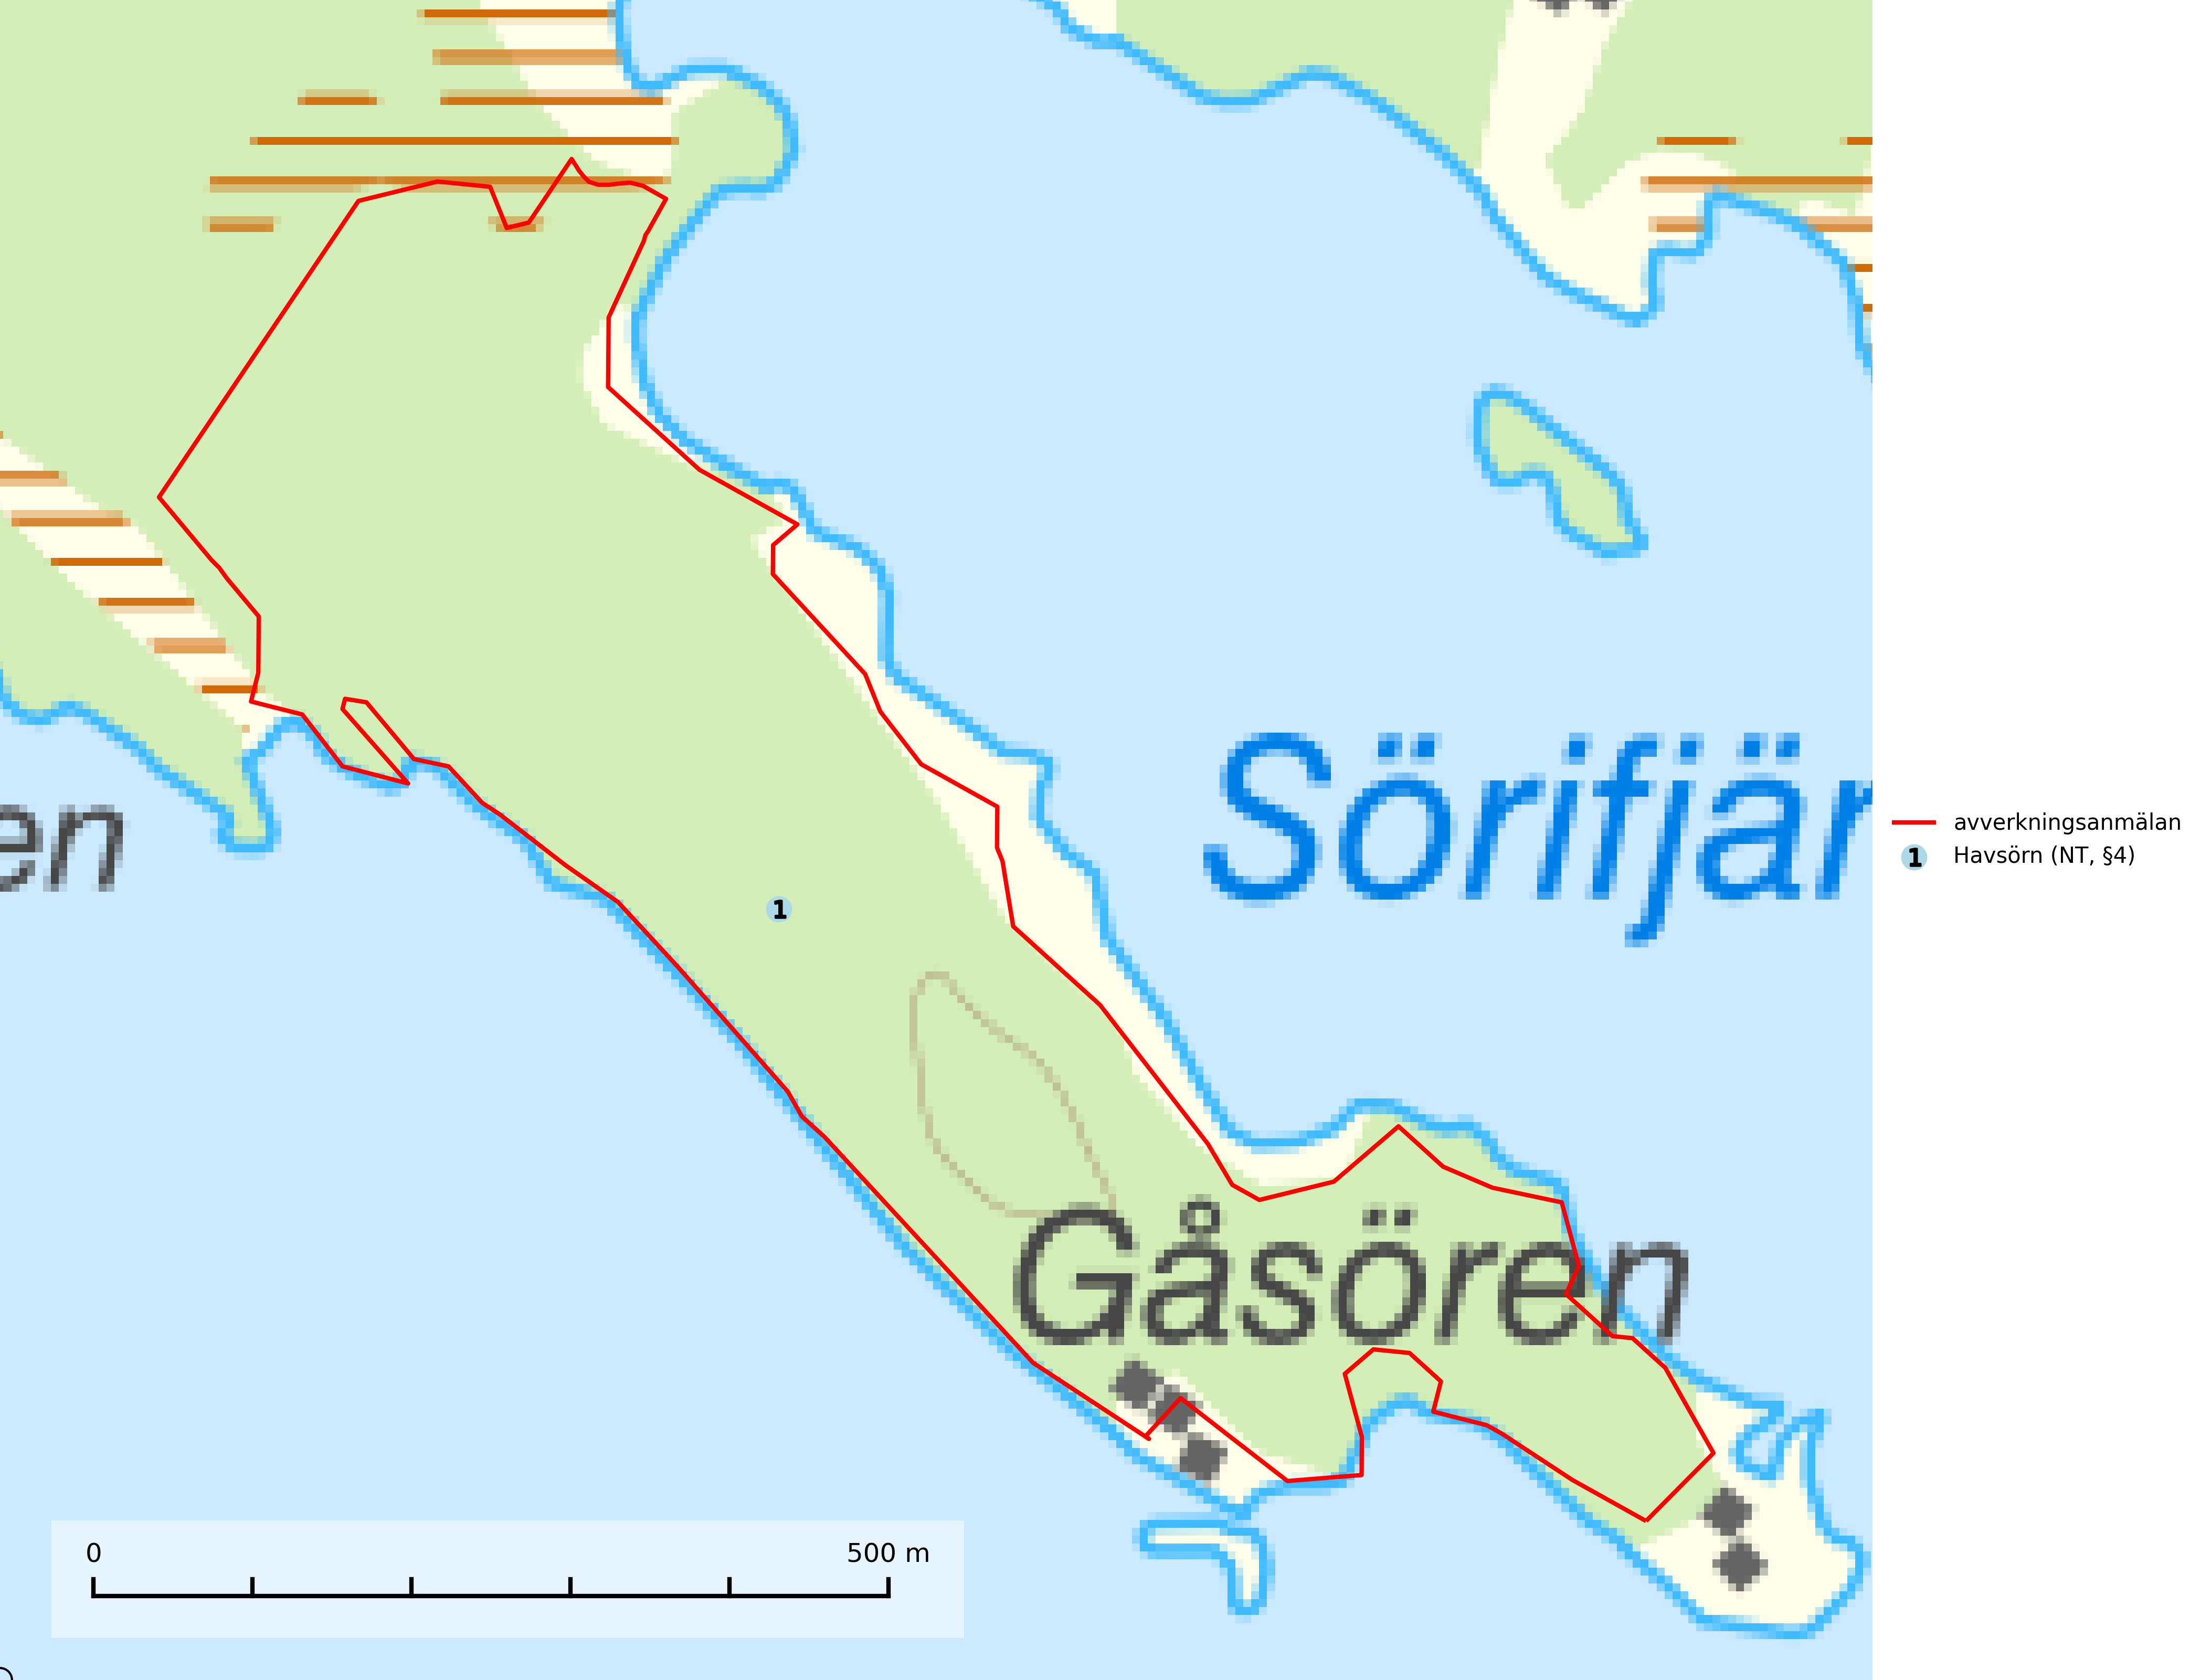 Sörifjär
en
1
avverkningsanmälan
1 Havsörn (NT, §4)
Gåsören
0 500 m